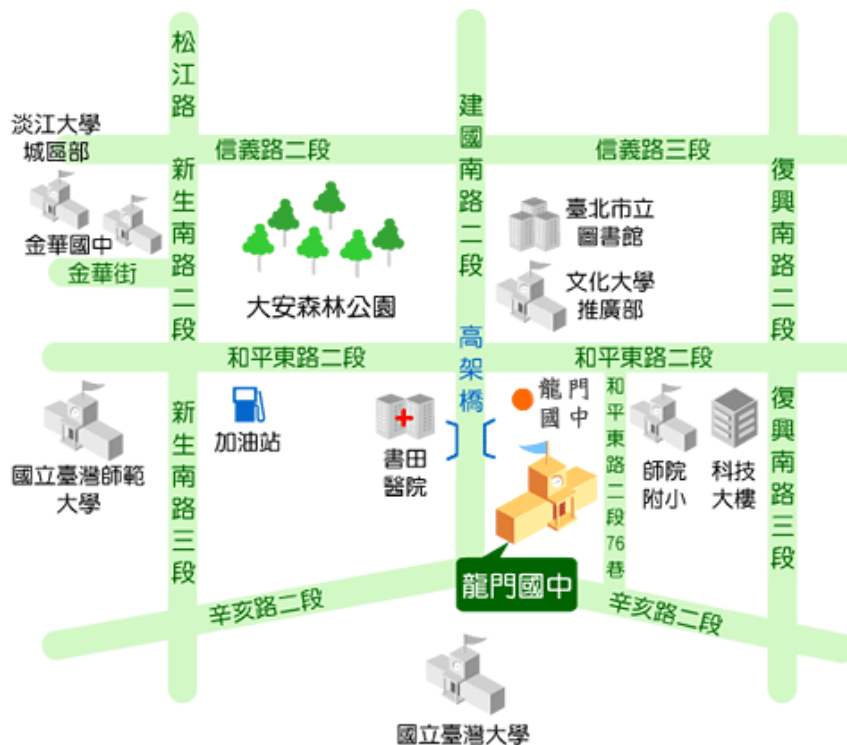 松江路
淡江大學
城區部
信義路二段
建國南路二段
信義路三段
新生南路二段
復興南路二段
金華國中
金華街
大安森林公園
臺北市立
圖書館
文化大學
推廣部
和平東路二段
高架橋
和平東路二段
國立臺灣師範
大學
新生南路三段
加油站
書田
醫院
龍門
國中
和平東路二段76巷
師院
附小
科技
大樓
復興南路三段
龍門國中
辛亥路二段
辛亥路二段
國立臺灣大學